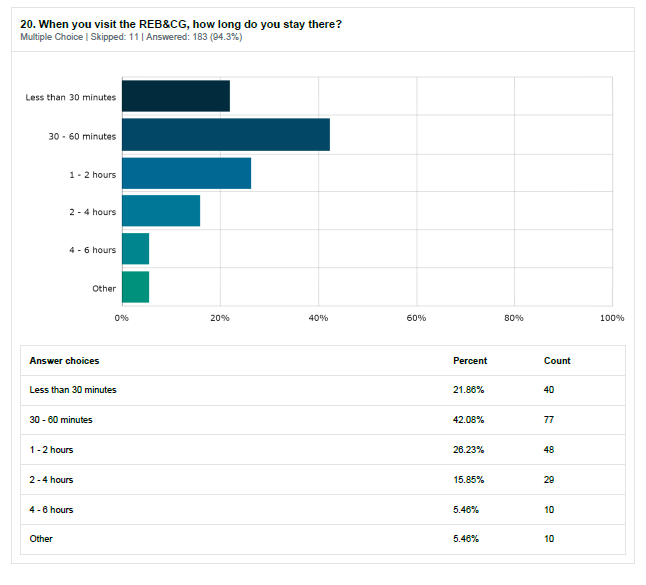 20. When you visit the REB&CG, how long do you stay there?
Multiple Choice | Skipped: 11 | Answered: 183 (94.3%)
Less than 30 minutes
30 - 60 minutes
1 - 2 hours
2 - 4 hours
4 - 6 hours
Other
0% 20% 40% 60% 80% 100%
Answer choices Percent Count
Less than 30 minutes 21.86% 40
30 - 60 minutes 42.08% 77
1 - 2 hours 26.23% 48
2 - 4 hours 15.85% 29
4 - 6 hours 5.46% 10
Other 5.46% 10